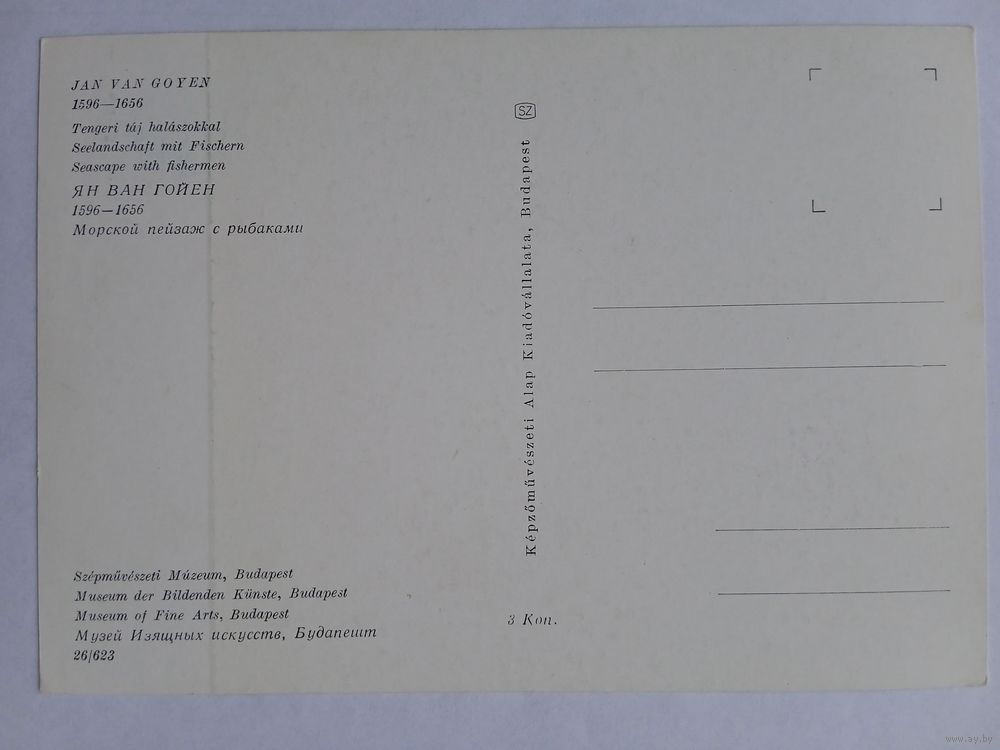 JAN VAN GOYEN
1596—1656
Tengeri táj halászokkal
Seelandschaft mit Fischern
Seascape with fishermen
ЯН ВАН ГОЙЕН
1596—1656
Морской пейзаж с рыбаками
Szépművészeti Múzeum, Budapest
Museum der Bildenden Künste, Budapest
Museum of Fine Arts, Budapest
Музей Изящных искусств, Будапешт
26/623
SZ
Képzőművészeti Alap Kiadóvállalata, Budapest
3 Коп.
www.ay.by